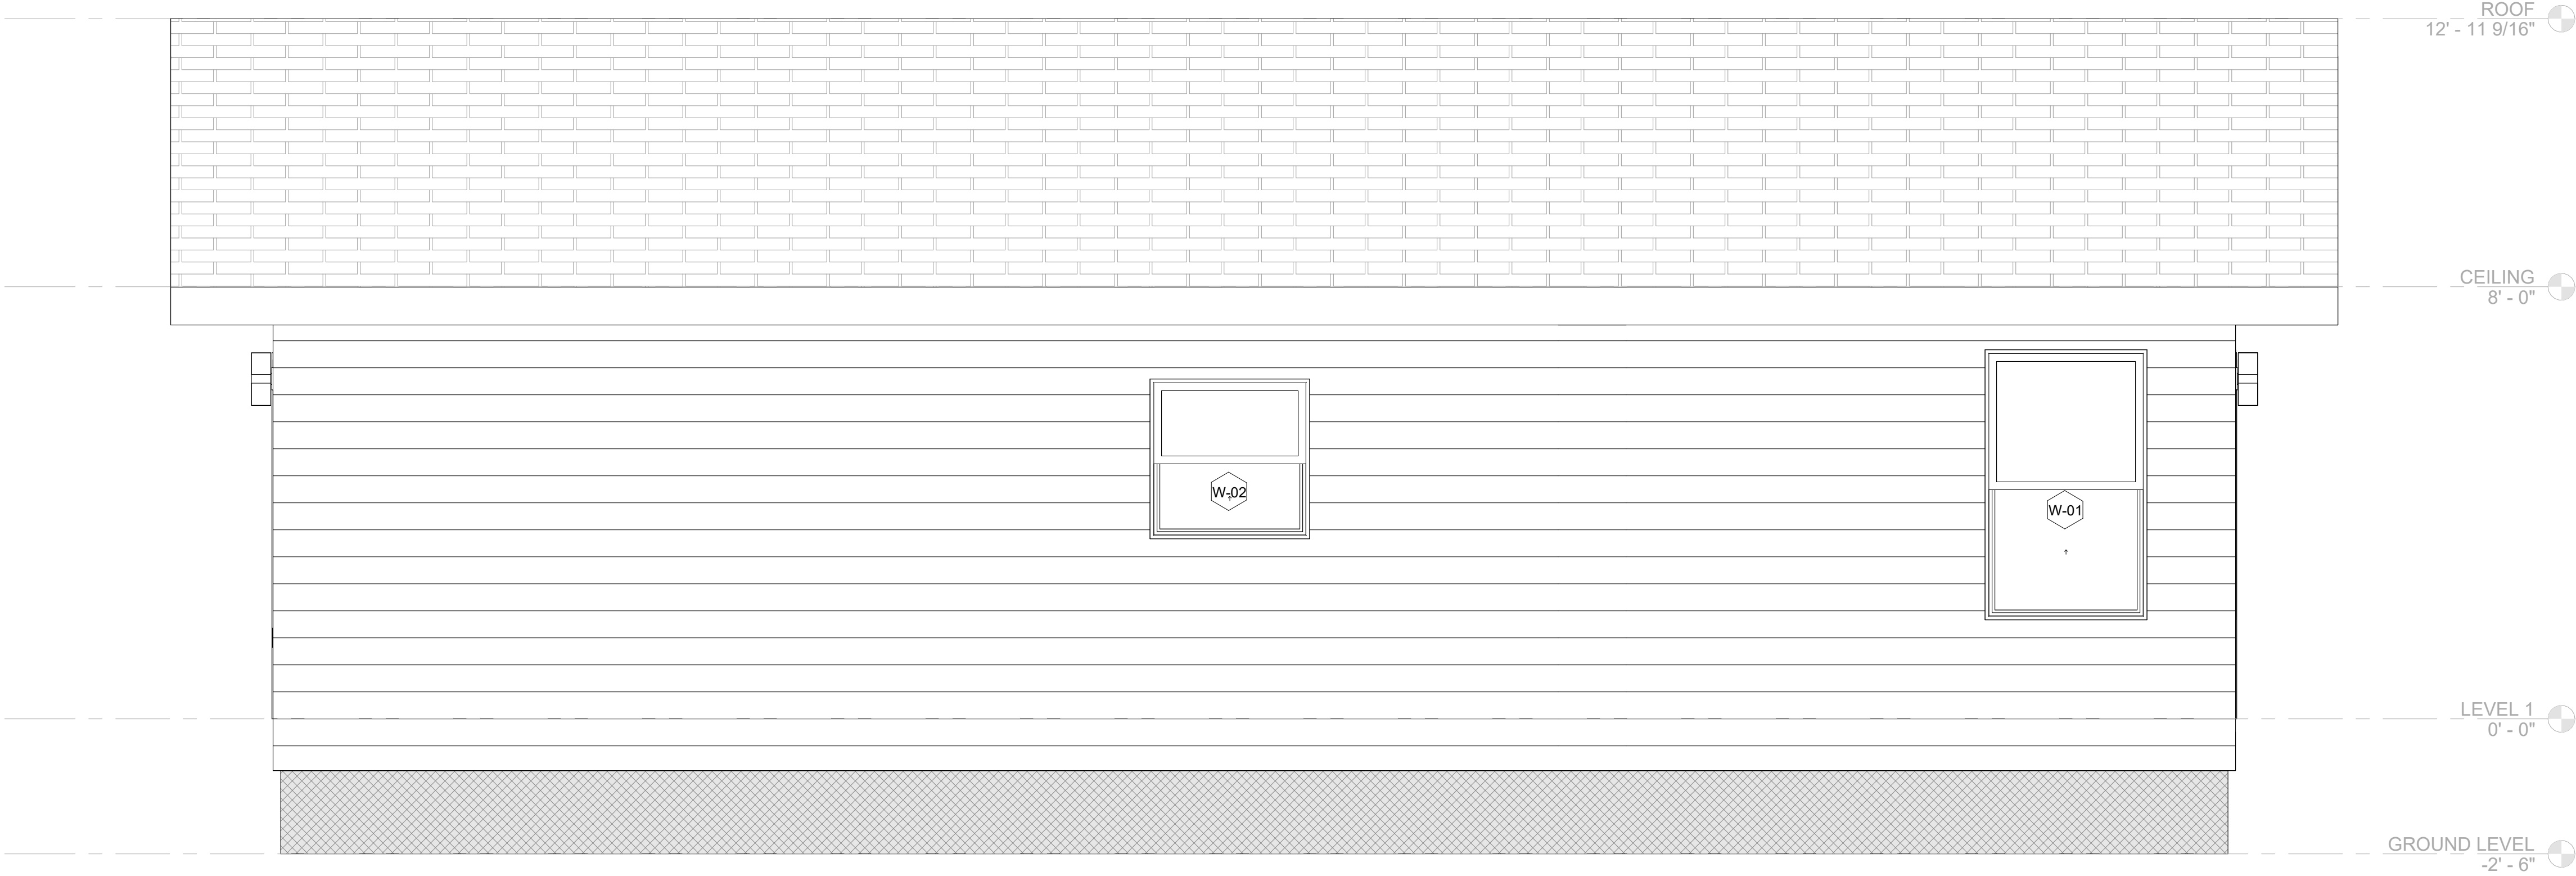 ROOF
12' - 11 9/16"
CEILING
8' - 0"
W-02
W-01
LEVEL 1
0' - 0"
GROUND LEVEL
-2' - 6"